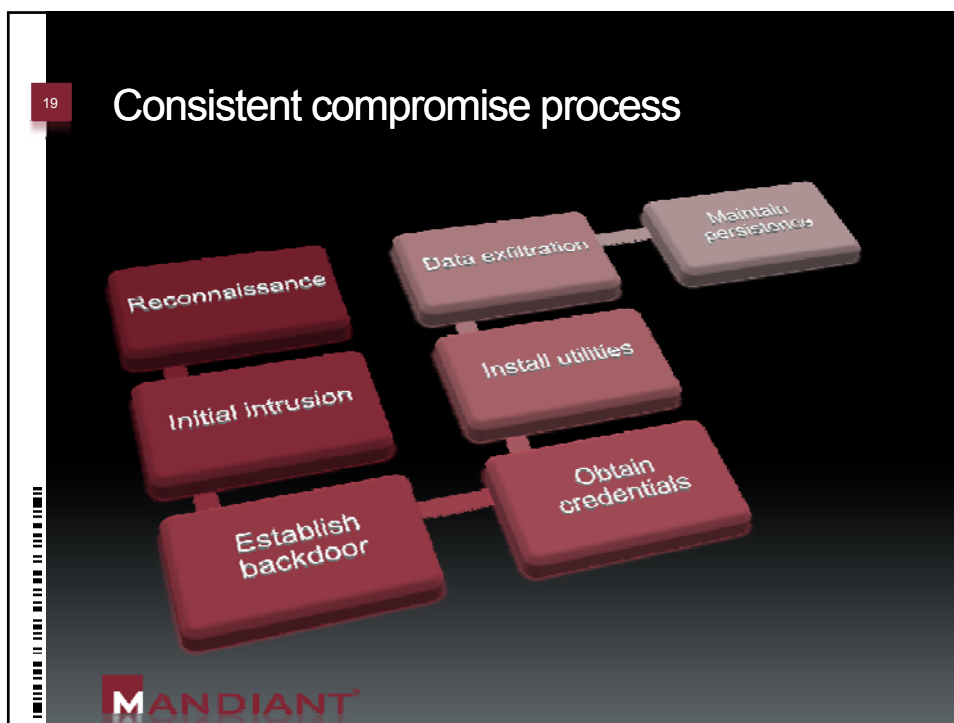 19
Consistent compromise process
Reconnaissance
Initial intrusion
Establish
backdoor
Obtain
credentials
Install utilities
Data exfiltration
Maintain
persistence
MANDIANT®